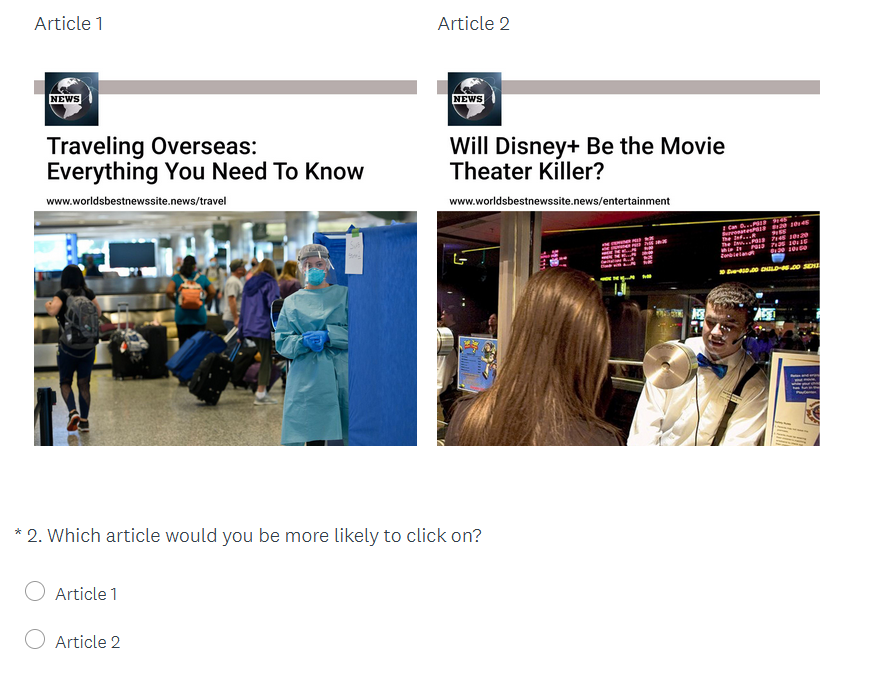 Article 1
Article 2
NEWS
NEWS
Traveling Overseas:
Everything You Need To Know
www.worldsbestnewssite.news/travel
Will Disney+ Be the Movie
Theater Killer?
www.worldsbestnewssite.news/entertainment
* 2. Which article would you be more likely to click on?
Article 1
Article 2